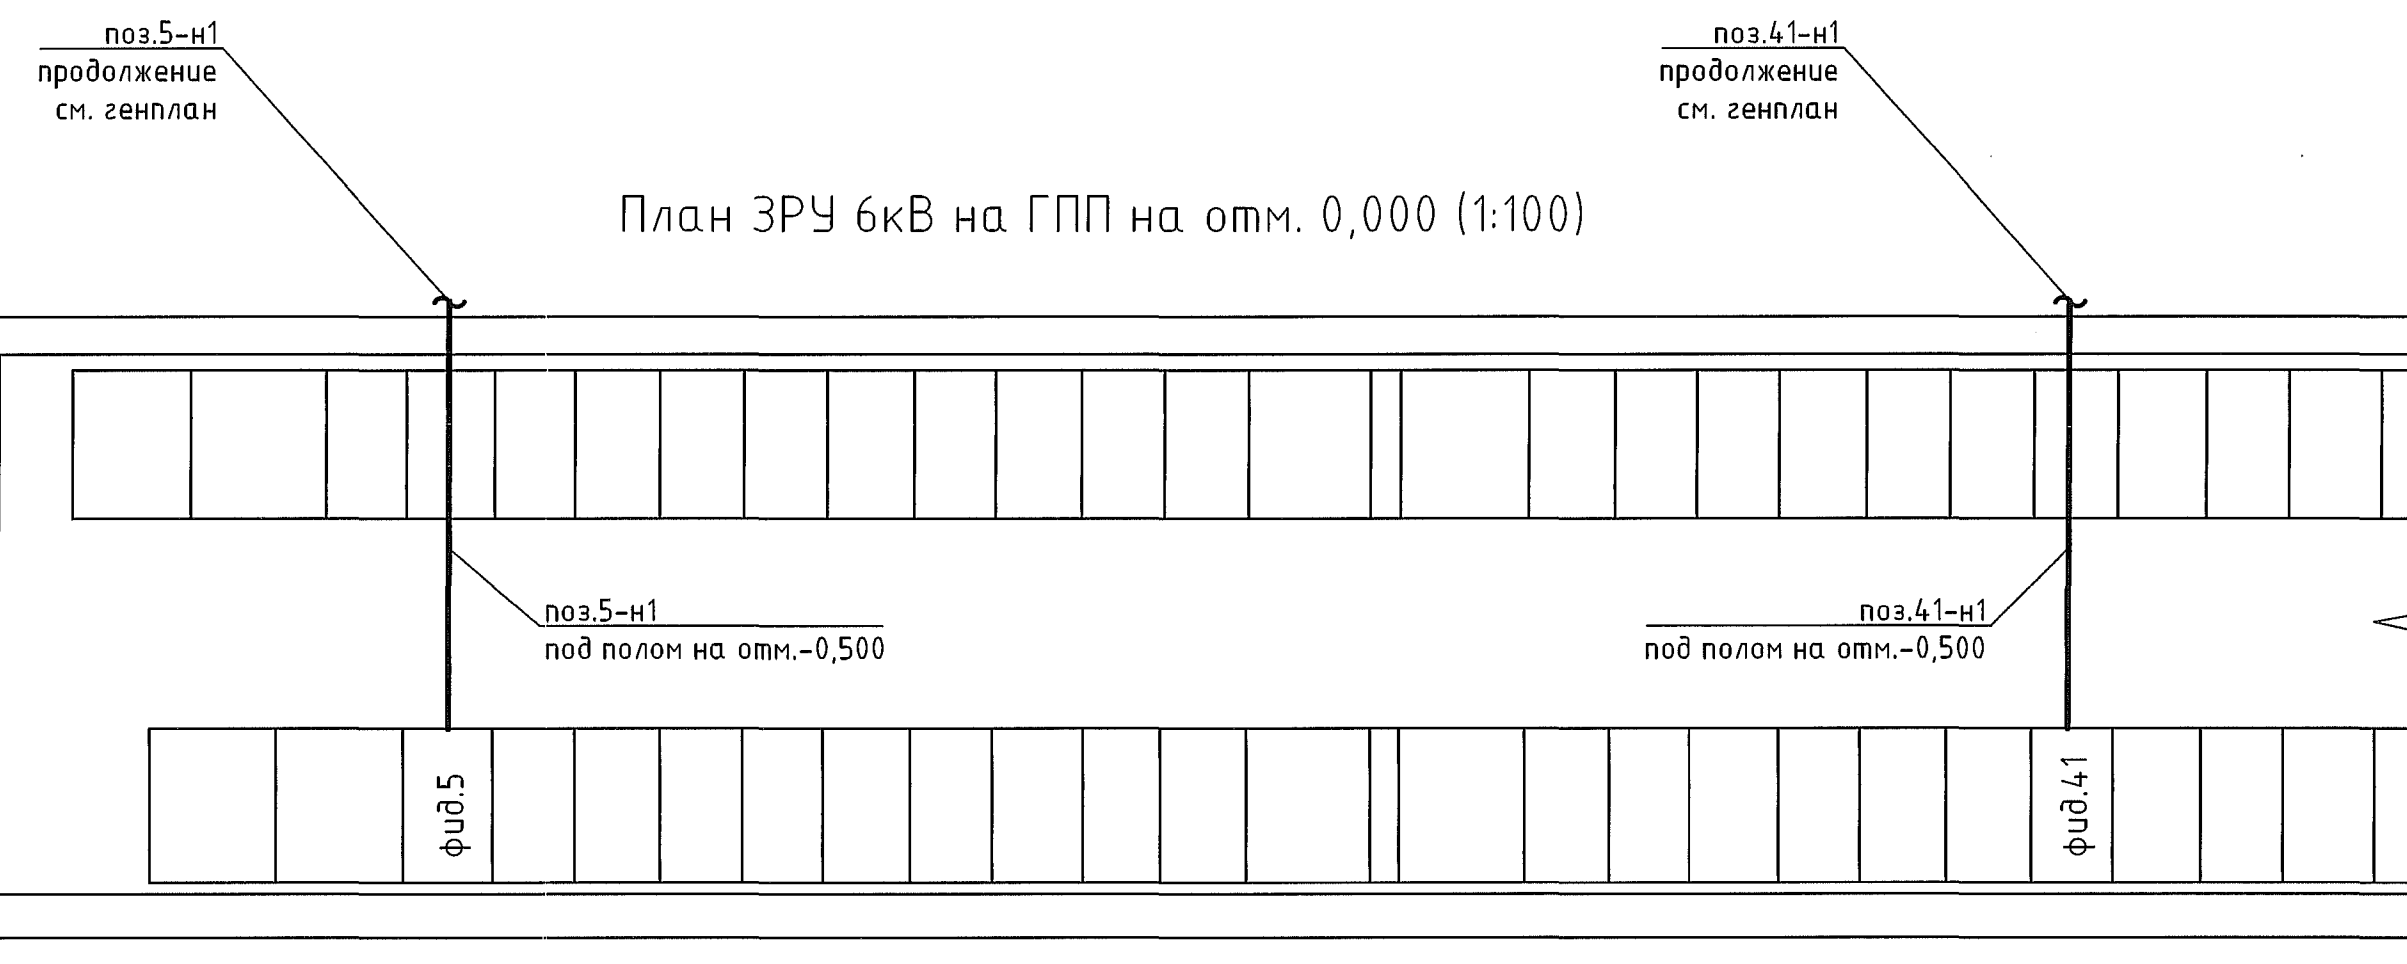 поз.5-н1
продолжение
см. генплан
поз.41-н1
продолжение
см. генплан
План ЗРУ 6кВ на ГПП на отм. 0,000 (1:100)
поз.5-н1
под полом на отм.-0,500
поз.41-н1
под полом на отм.-0,500
фид.5
фид.41